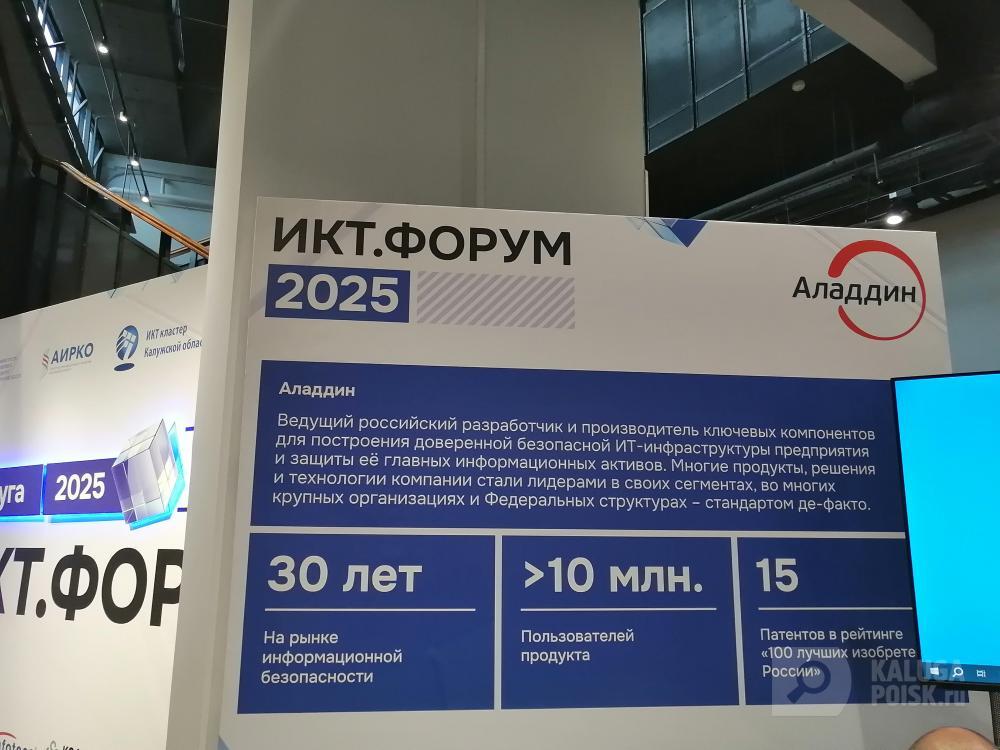 ИКТ.ФОРУМ
2025
Аладдин
Аладдин
Ведущий российский разработчик и производитель ключевых компонентов
для построения доверенной безопасной ИТ-инфраструктуры предприятия
и защиты её главных информационных активов. Многие продукты, решения
и технологии компании стали лидерами в своих сегментах, во многих
крупных организациях и Федеральных структурах – стандартом де-факто.
30 лет
На рынке
информационной
безопасности
>10 млн.
Пользователей
продукта
15
Патентов в рейтинге
«100 лучших изобрете
России»
АИРКО
ИКТ кластер
Калужской облас
уга
2025
КТ.ФОР
KALUGA
POISK.ru